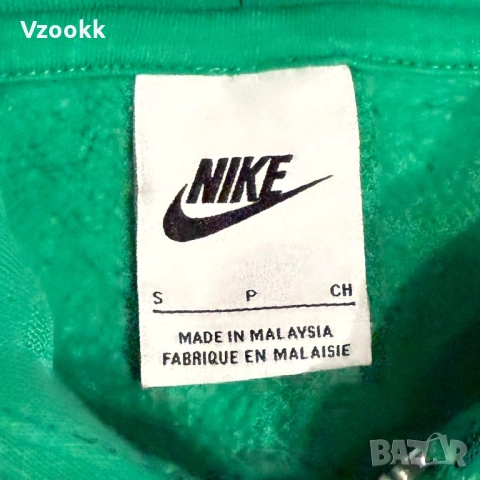 Vzookk
NIKE
S P CH
MADE IN MALAYSIA
FABRIQUE EN MALAISIE
BAZAR